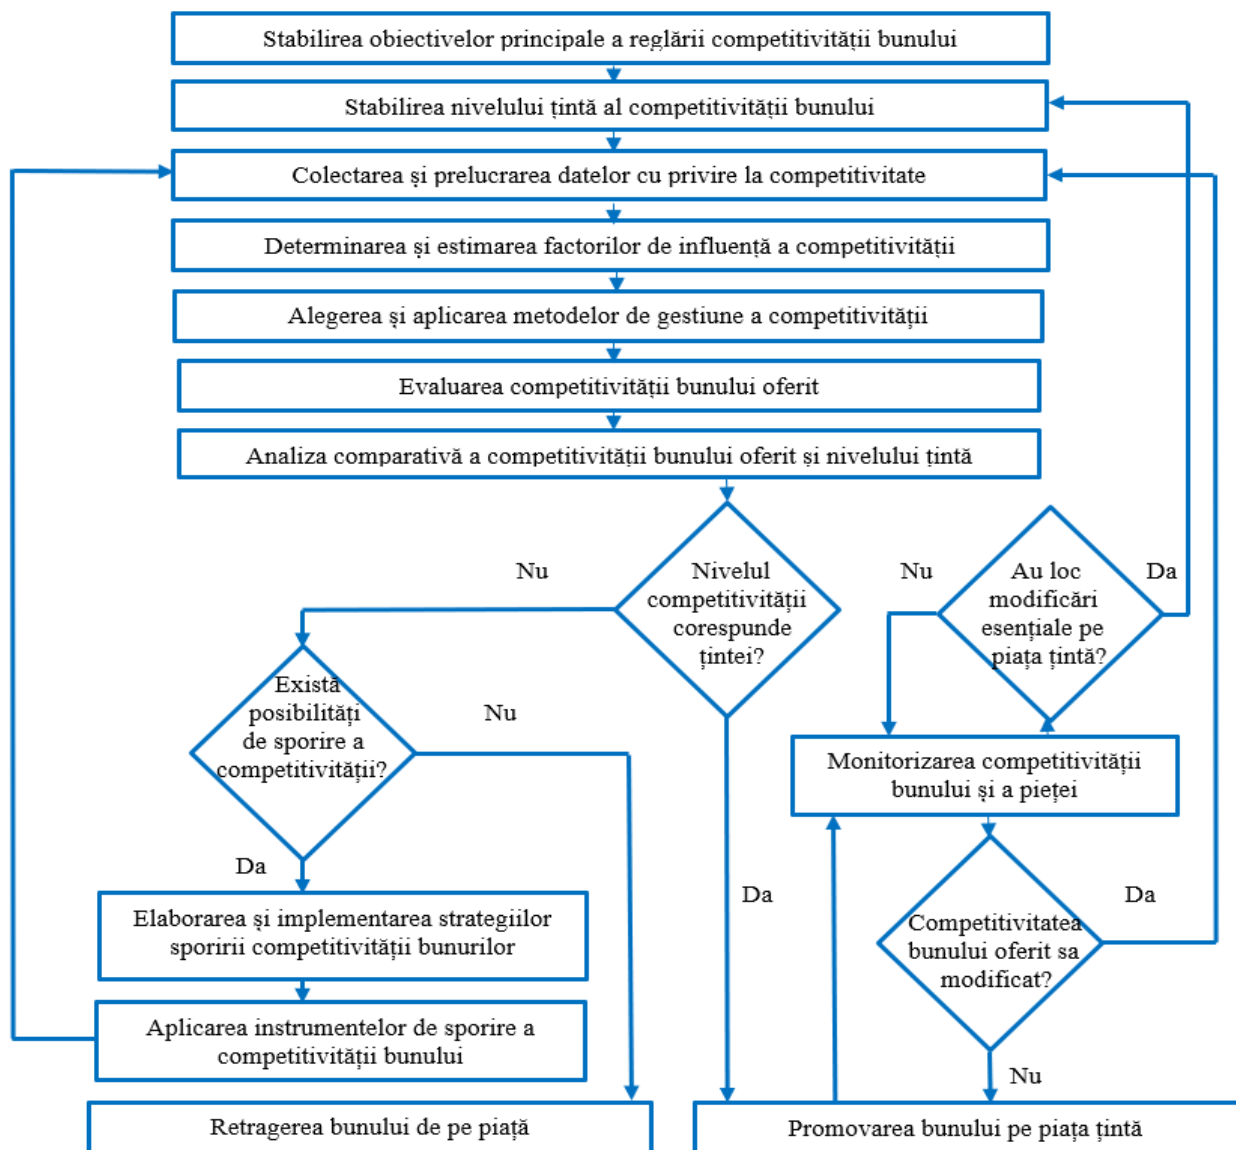 Stabilirea obiectivelor principale a reglării competitivității bunului
Stabilirea nivelului țintă al competitivității bunului
Colectarea și prelucrarea datelor cu privire la competitivitate
Determinarea și estimarea factorilor de influență a competitivității
Alegerea și aplicarea metodelor de gestiune a competitivității
Evaluarea competitivității bunului oferit
Analiza comparativă a competitivității bunului oferit și nivelului țintă
Nu
Nivelul
competitivității
corespunde
țintei?
Nu
Au loc
modificări
esențiale pe
piața țintă?
Da
Există
posibilități
de sporire a
competitivității?
Nu
Monitorizarea competitivității
bunului și a pieței
Da
Da
Competitivitatea
bunului oferit sa
modificat?
Da
Elaborarea și implementarea strategiilor
sporirii competitivității bunurilor
Aplicarea instrumentelor de sporire a
competitivității bunului
Nu
Retragerea bunului de pe piață
Promovarea bunului pe piața țintă